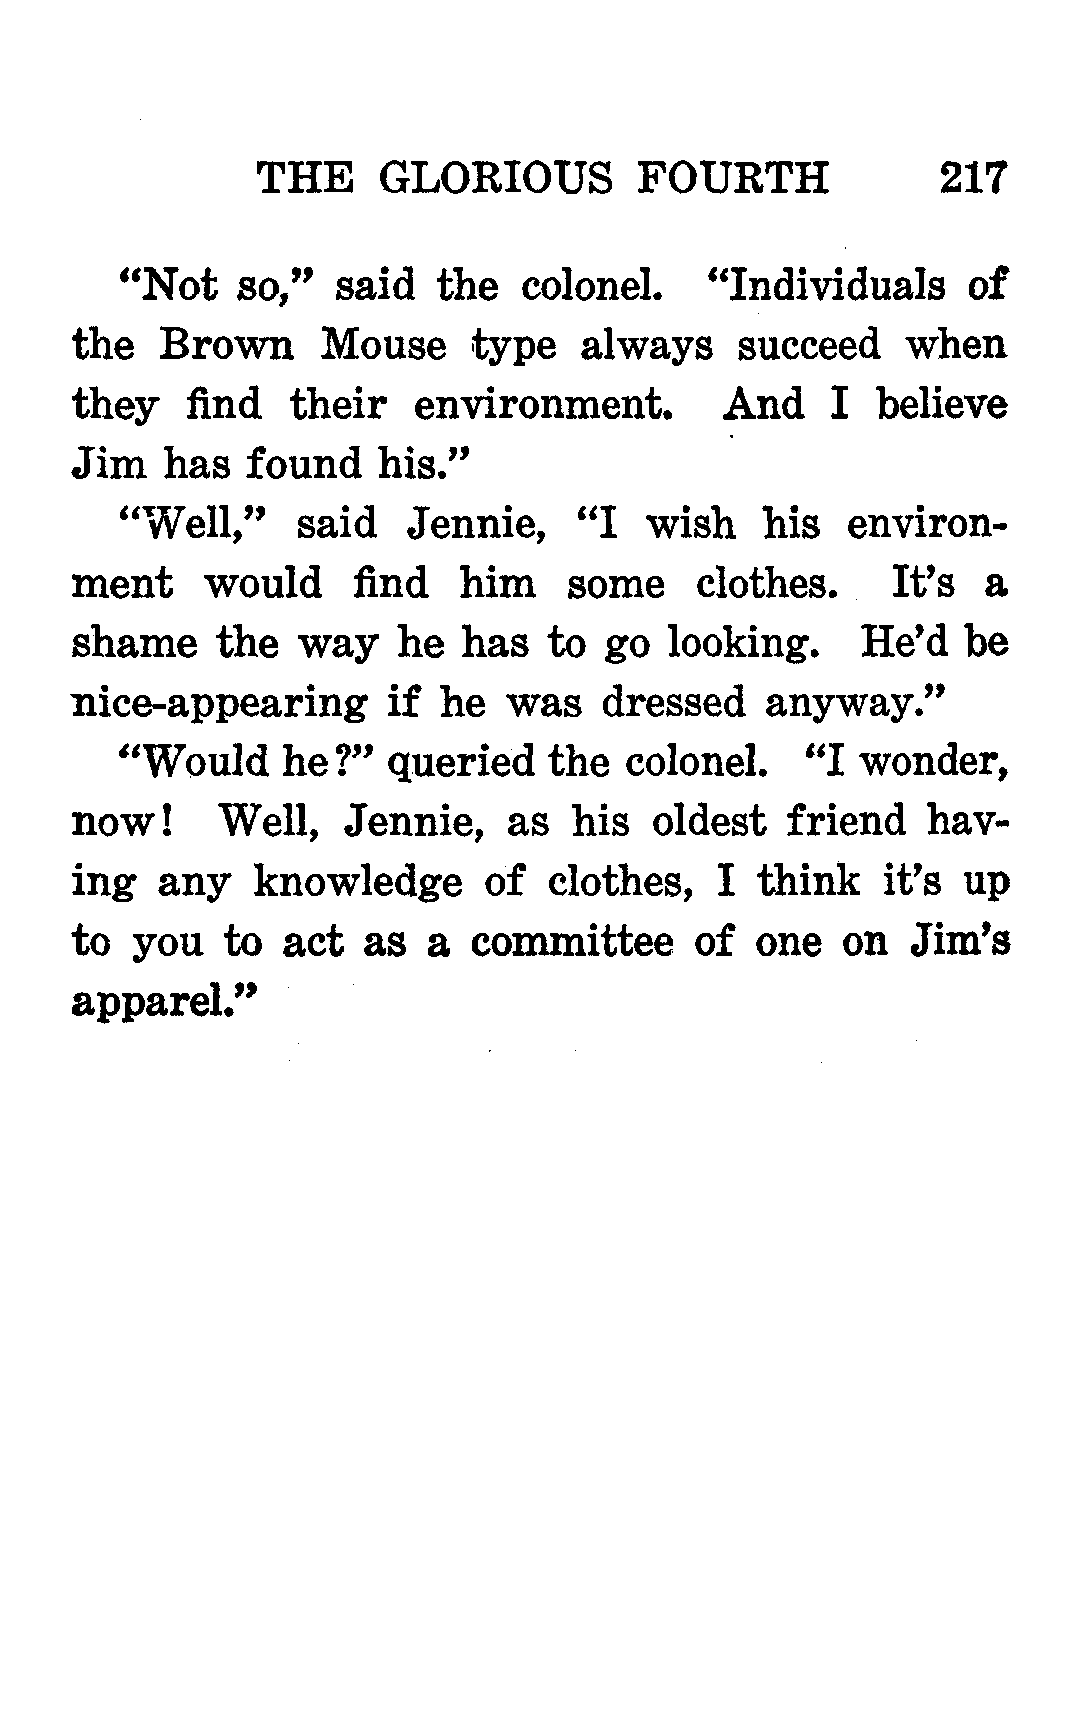 THE GLORIOUS FOURTH 217
“Not so,” said the colonel. “Individuals of
the Brown Mouse type always succeed when
they find their environment. And I believe
Jim has found his.”
“Well,” said Jennie, “I wish his environ-
ment would find him some clothes. It’s a
shame the way he has to go looking. He’d be
nice-appearing if he was dressed anyway.”
“Would he?” queried the colonel. “I wonder,
now! Well, Jennie, as his oldest friend hav-
ing any knowledge of clothes, I think it’s up
to you to act as a committee of one on Jim’s
apparel.”